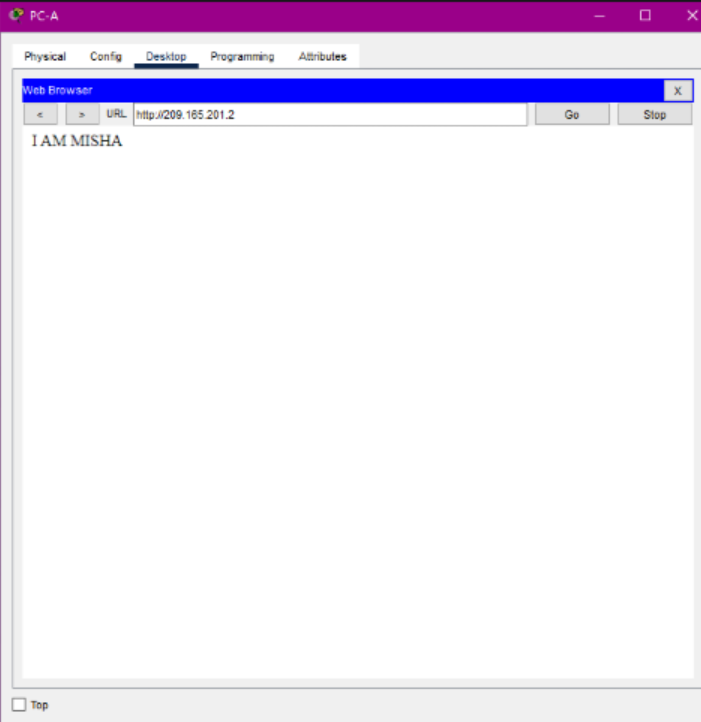 PC-A
Physical Config Desktop Programming Attributes
Web Browser X
< > URL http://209.165.201.2 Go Stop
I AM MISHA
Top